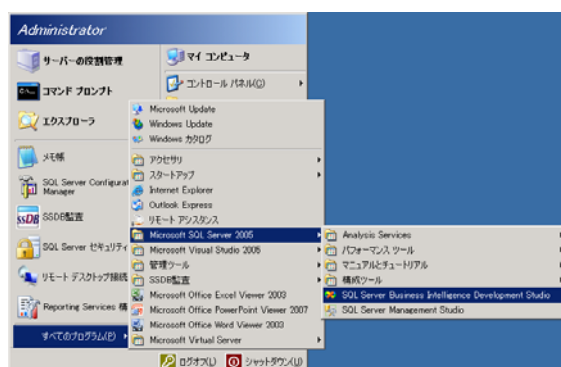 Administrator
サーバーの役割管理
コマンド プロンプト
エクスプローラ
メモ帳
SQL Server Configurat
Manager
SSDB監査
SQL Server セキュリティ
リモート デスクトップ接続
Reporting Services 構
すべてのプログラム(P)
マイ コンピュータ
コントロール パネル(C)
Microsoft Update
Windows Update
Windows カタログ
アクセサリ
スタートアップ
Internet Explorer
Outlook Express
リモート アシスタンス
Microsoft SQL Server 2005
Microsoft Visual Studio 2005
管理ツール
SSDB監査
Microsoft Office Excel Viewer 2003
Microsoft Office PowerPoint Viewer 2007
Microsoft Office Word Viewer 2003
Microsoft Virtual Server
Analysis Services
パフォーマンス ツール
マニュアルとチュートリアル
構成ツール
SQL Server Business Intelligence Development Studio
SQL Server Management Studio
ログオフ(L)
シャットダウン(U)